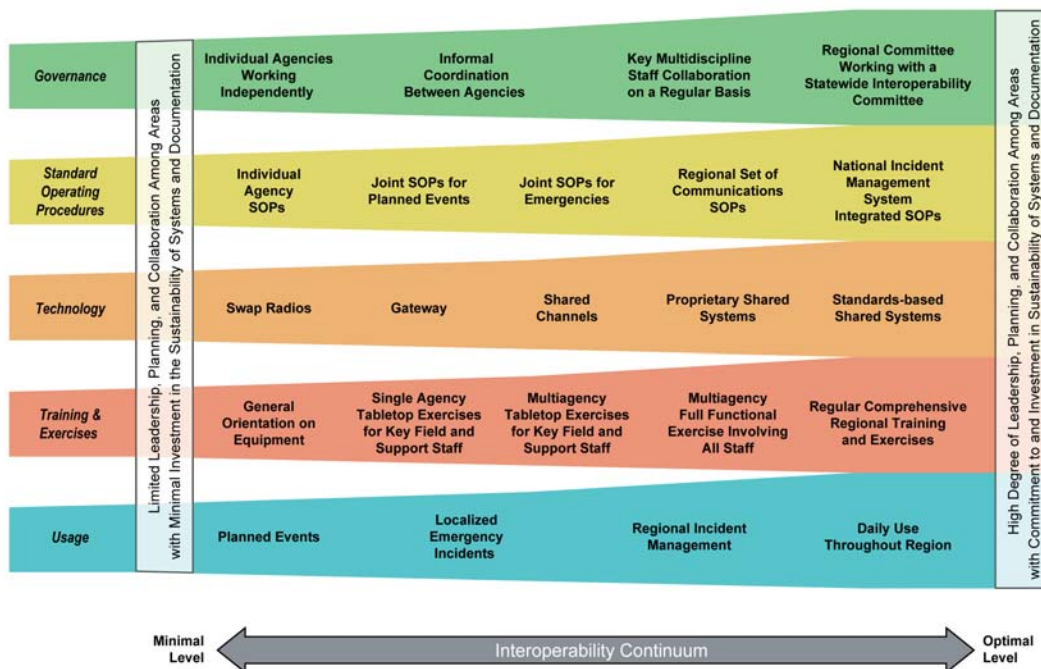 Governance
Individual Agencies
Working
Independently
Informal
Coordination
Between Agencies
Key Multidiscipline
Staff Collaboration
on a Regular Basis
Regional Committee
Working with a
Statewide Interoperability
Committee
Standard
Operating
Procedures
Individual
Agency
SOPs
Joint SOPs for
Planned Events
Joint SOPs for
Emergencies
Regional Set of
Communications
SOPs
National Incident
Management
System
Integrated SOPs
Technology
Swap Radios
Gateway
Shared
Channels
Proprietary Shared
Systems
Standards-based
Shared Systems
Training &
Exercises
General
Orientation on
Equipment
Single Agency
Tabletop Exercises
for Key Field and
Support Staff
Multiagency
Tabletop Exercises
for Key Field and
Support Staff
Multiagency
Full Functional
Exercise Involving
All Staff
Regular Comprehensive
Regional Training
and Exercises
Usage
Planned Events
Localized
Emergency
Incidents
Regional Incident
Management
Daily Use
Throughout Region
Limited Leadership, Planning, and Collaboration Among Areas
with Minimal Investment in the Sustainability of Systems and Documentation
High Degree of Leadership, Planning, and Collaboration Among Areas
with Commitment to and Investment in Sustainability of Systems and Documentation
Minimal
Level
Interoperability Continuum
Optimal
Level